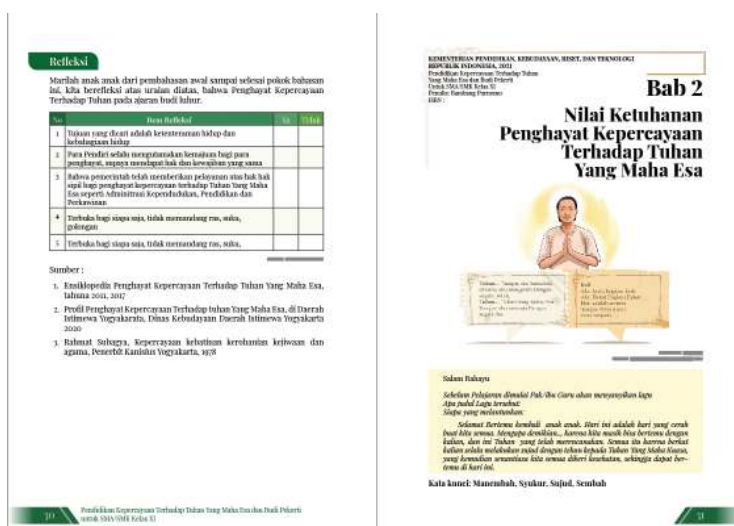 Refleksi
Marilah anak anak dari pembahasan awal sampai selesai pokok bahasan
ini, kita berefleksi atas uraian diatas, bahwa Penghayat Kepercayaan
Terhadap Tuhan pada ajaran budi luhur.
No Item Refleksi Ya Tidak
1 Tujuan yang dicari adalah ketenteraman hidup dan
kebahagiaan hidup
2 Para Pendiri selalu mengutamakan kemajuan bagi para
penghayat, supaya mendapat hak dan kewajiban yang sama
3 Bahwa pemerintah telah memberikan pelayanan atas hak hak
sipil bagi penghayat kepercayaan terhadap Tuhan Yang Maha
Esa seperti Adminitrasi Kependudukan, Pendidikan dan
Perkawinan
4 Terbuka bagi siapa saja, tidak memandang ras, suku,
golongan
5 Terbuka bagi siapa saja, tidak memandang ras, suku,
Sumber :
1. Ensiklopedia Penghayat Kepercayaan Terhadap Tuhan Yang Maha Esa,
tahuna 2011, 2017
2. Profil Penghayat Kepercayaan Terhadap tuhan Yang Maha Esa, di Daerah
Istimewa Yogyakarata, Dinas Kebudayaan Daerah Istimewa Yogyakarta
2020
3. Rahmat Subagya, Kepercayaan kebatinan kerohanian kejiwaan dan
agama, Penerbit Kanisius Yogyakarta, 1978
30
Pendidikan Kepercayaan Terhadap Tuhan Yang Maha Esa dan Budi Pekerti
untuk SMA/SMK Kelas XI
KEMENTERIAN PENDIDIKAN, KEBUDAYAAN, RISET, DAN TEKNOLOGI
REPUBLIK INDONESIA, 2021
Pendidikan Kepercayaan Terhadap Tuhan
Yang Maha Esa dan Budi Pekerti
Untuk SMA/SMK Kelas XI
Penulis: Bambang Purnomo
ISBN :
Bab 2
Nilai Ketuhanan
Penghayat Kepercayaan
Terhadap Tuhan
Yang Maha Esa
Salam Rahayu
Sebelum Pelajaran dimulai Pak/Ibu Guru akan menyanyikan lagu
Apa judul Lagu tersebut:
Siapa yang melantunkan:
Selamat Bertemu kembali anak anak. Hari ini adalah hari yang cerah
buat kita semua. Mengapa demikian... karena kita masih bisa bertemu dengan
kalian, dan ini Tuhan yang telah merencanakan. Semua itu karena berkat
kalian selalu melakukan sujud dengan tekun kepada Tuhan Yang Maha Kuasa,
yang kemudian senantiasa kita semua diberi kesehatan, sehingga dapat ber-
temu di hari ini.
Kata kunci: Manembah, Syukur, Sujud, Sembah
31